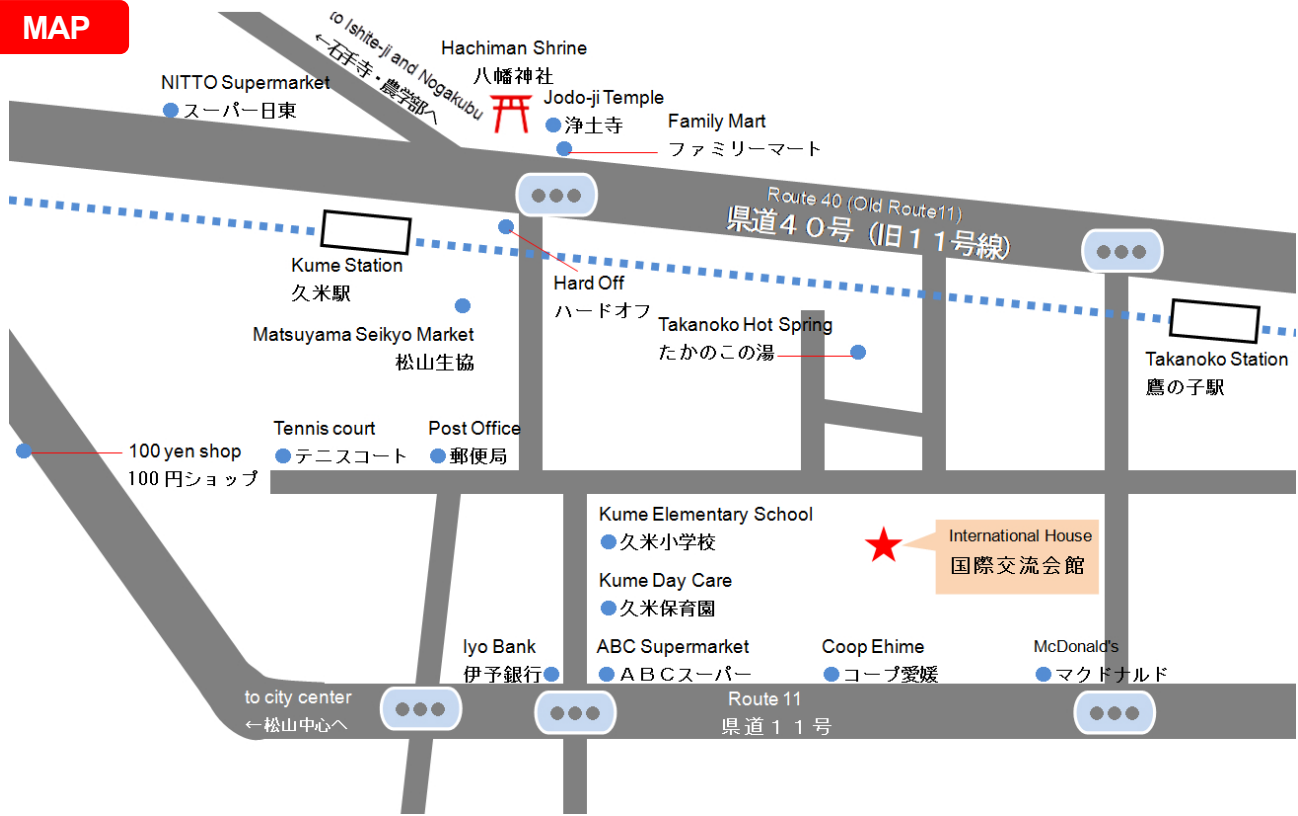 MAP
to Ishite-ji and Nogakubu
←石手寺・農学部へ
Hachiman Shrine
八幡神社
NITTO Supermarket
スーパー日東
Jodo-ji Temple
浄土寺
Family Mart
ファミリーマート
Route 40 (Old Route11)
県道４０号（旧１１号線）
Kume Station
久米駅
Hard Off
ハードオフ
Matsuyama Seikyo Market
松山生協
Takanoko Hot Spring
たかのこの湯
Takanoko Station
鷹の子駅
100 yen shop
100円ショップ
Tennis court
テニスコート
Post Office
郵便局
Kume Elementary School
久米小学校
International House
国際交流会館
Kume Day Care
久米保育園
Iyo Bank
伊予銀行
ABC Supermarket
ＡＢＣスーパー
Coop Ehime
コープ愛媛
McDonald's
マクドナルド
to city center
←松山中心へ
Route 11
県道１１号